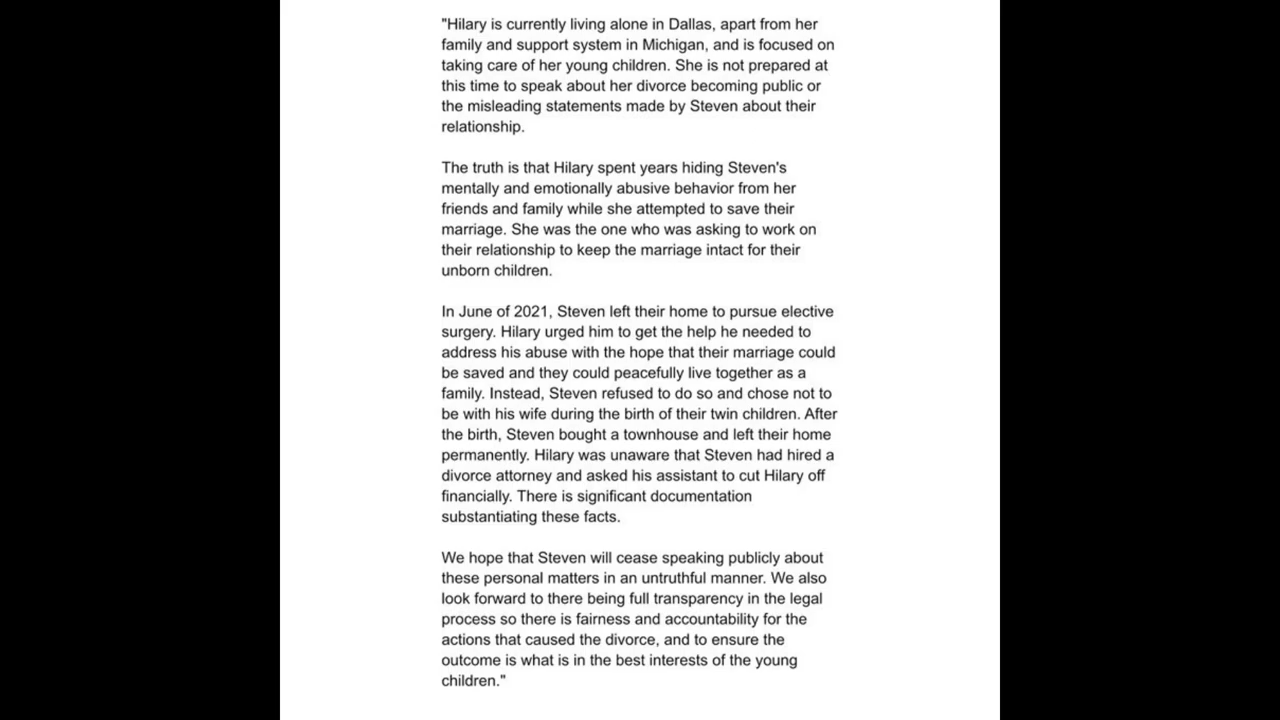 "Hilary is currently living alone in Dallas, apart from her
family and support system in Michigan, and is focused on
taking care of her young children. She is not prepared at
this time to speak about her divorce becoming public or
the misleading statements made by Steven about their
relationship.
The truth is that Hilary spent years hiding Steven's
mentally and emotionally abusive behavior from her
friends and family while she attempted to save their
marriage. She was the one who was asking to work on
their relationship to keep the marriage intact for their
unborn children.
In June of 2021, Steven left their home to pursue elective
surgery. Hilary urged him to get the help he needed to
address his abuse with the hope that their marriage could
be saved and they could peacefully live together as a
family. Instead, Steven refused to do so and chose not to
be with his wife during the birth of their twin children. After
the birth, Steven bought a townhouse and left their home
permanently. Hilary was unaware that Steven had hired a
divorce attorney and asked his assistant to cut Hilary off
financially. There is significant documentation
substantiating these facts.
We hope that Steven will cease speaking publicly about
these personal matters in an untruthful manner. We also
look forward to there being full transparency in the legal
process so there is fairness and accountability for the
actions that caused the divorce, and to ensure the
outcome is what is in the best interests of the young
children."